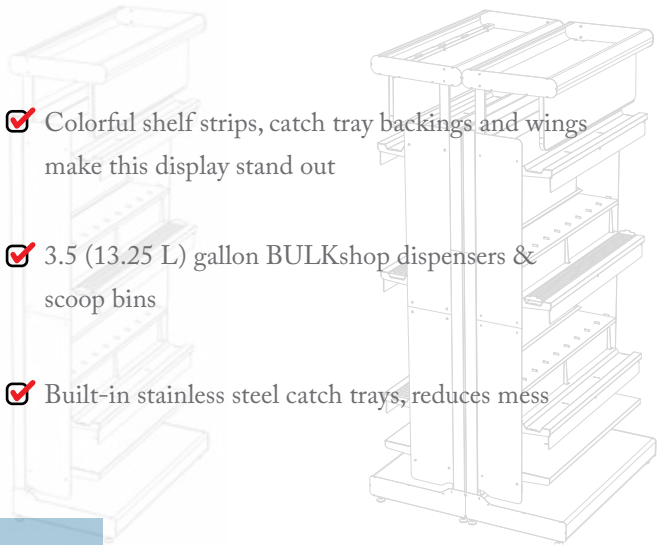 Colorful shelf strips, catch tray backings and wings
make this display stand out
3.5 (13.25 L) gallon BULKshop dispensers &
scoop bins
Built-in stainless steel catch trays, reduces mess